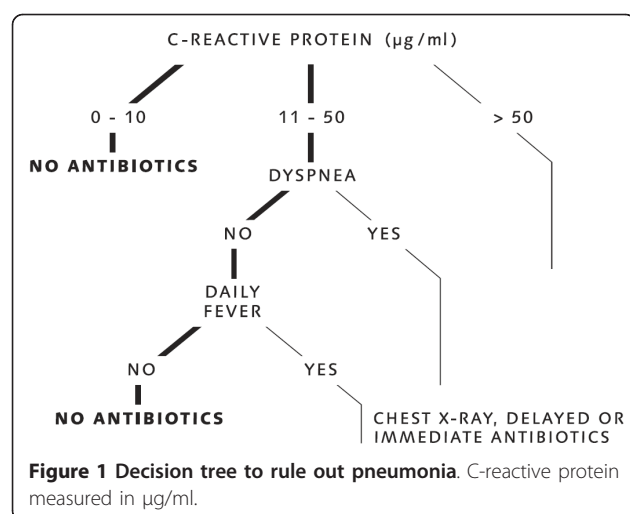 C-REACTIVE PROTEIN (µg/ml)
0 - 10 11 - 50 > 50
NO ANTIBIOTICS
DYSPNEA
NO YES
DAILY
FEVER
NO YES
NO ANTIBIOTICS
CHEST X-RAY, DELAYED OR
IMMEDIATE ANTIBIOTICS
Figure 1 Decision tree to rule out pneumonia. C-reactive protein
measured in µg/ml.